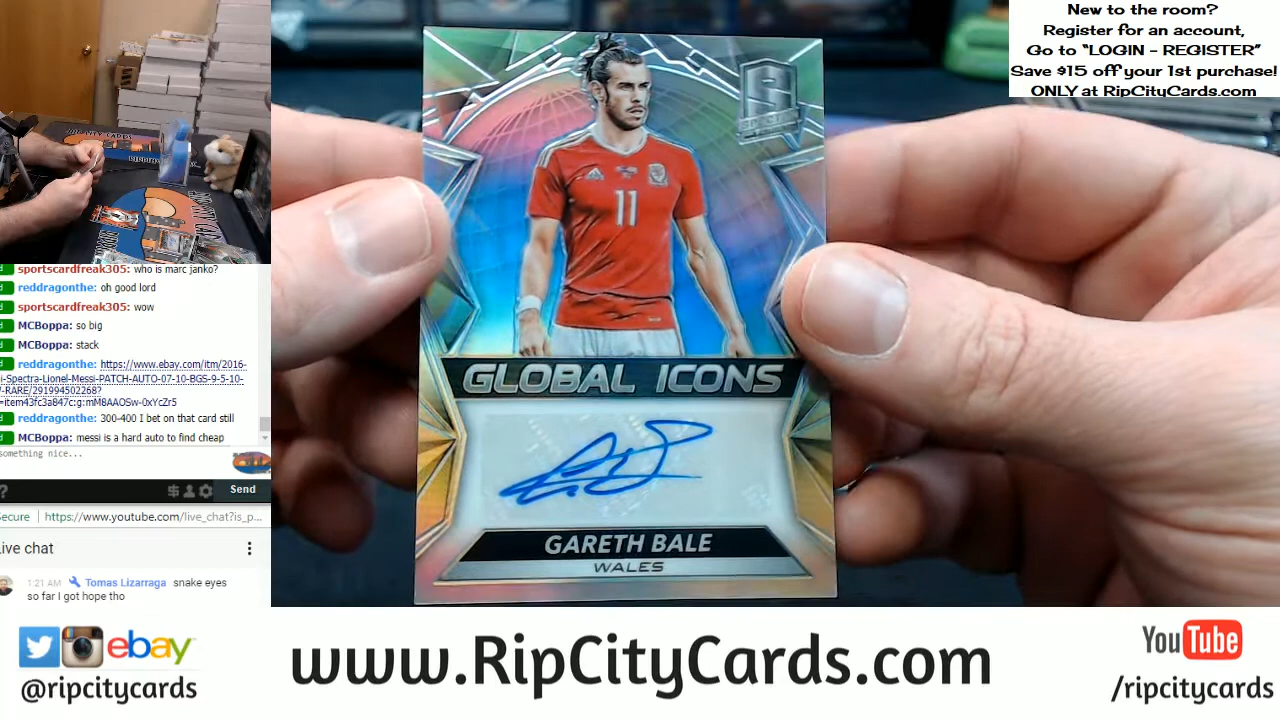 New to the room?
Register for an account,
Go to “LOGIN - REGISTER”
Save $15 off your 1st purchase!
ONLY at RipCityCards.com
11
GLOBAL ICONS
GARETH BALE
WALES
sportscardfreak305: who is marc janko?
reddragonthe: oh good lord
sportscardfreak305: wow
MCBoppa: so big
MCBoppa: stack
reddragonthe: https://www.ebay.com/itm/2016-
i-Spectra-Lionel-Messi-PATCH-AUTO-07-10-BGS-9-5-10-
-RARE/291994502268?
=item43fc3a847c:g:mM8AAOSw-0xYcZr5
reddragonthe: 300-400 I bet on that card still
MCBoppa: messi is a hard auto to find cheap
something nice...
?
Send
Secure
https://www.youtube.com/live_chat?is_p...
Live chat
1:21 AM Tomas Lizarraga snake eyes
so far I got hope tho
ebay
@ripcitycards
www.RipCityCards.com
YouTube
/ripcitycards